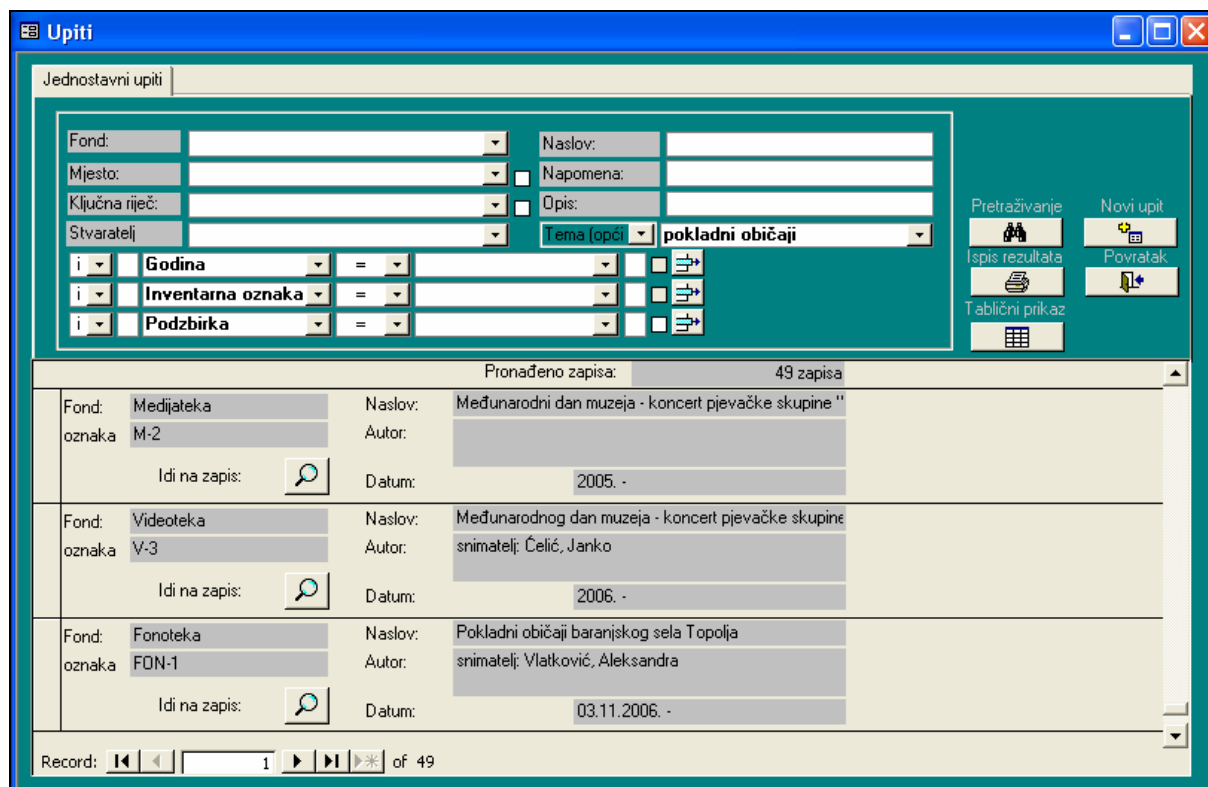 Upiti
Jednostavni upiti
Fond: Naslov:
Mjesto: Napomena:
Ključna riječ: Opis:
Stvaratelj Tema (opći pokladni običaji
Pretraživanje Novi upit
i Godina =
Ispis rezultata Povratak
i Inventarna oznaka =
Tablični prikaz
i Podzbirka =
Pronađeno zapisa: 49 zapisa
Fond: Medijateka Naslov: Međunarodni dan muzeja - koncert pjevačke skupine "
oznaka M-2 Autor:
Idi na zapis: Datum: 2005. -
Fond: Videoteka Naslov: Međunarodnog dan muzeja - koncert pjevačke skupine
oznaka V-3 Autor: snimatelj: Ćelić, Janko
Idi na zapis: Datum: 2006. -
Fond: Fonoteka Naslov: Pokladni običaji baranjskog sela Topolja
oznaka FON-1 Autor: snimatelj: Vlatković, Aleksandra
Idi na zapis: Datum: 03.11.2006. -
Record: 1 of 49